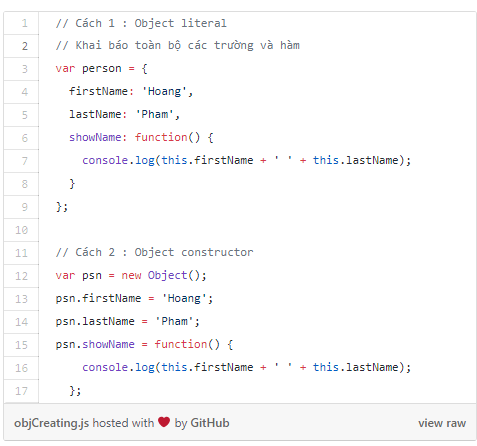 1 // Cách 1 : Object literal
2 // Khai báo toàn bộ các trường và hàm
3 var person = {
4   firstName: 'Hoang',
5   lastName: 'Pham',
6   showName: function() {
7     console.log(this.firstName + ' ' + this.lastName);
8   }
9 };
10
11 // Cách 2 : Object constructor
12 var psn = new Object();
13 psn.firstName = 'Hoang';
14 psn.lastName = 'Pham';
15 psn.showName = function() {
16     console.log(this.firstName + ' ' + this.lastName);
17   };
objCreating.js hosted with ❤ by GitHub view raw